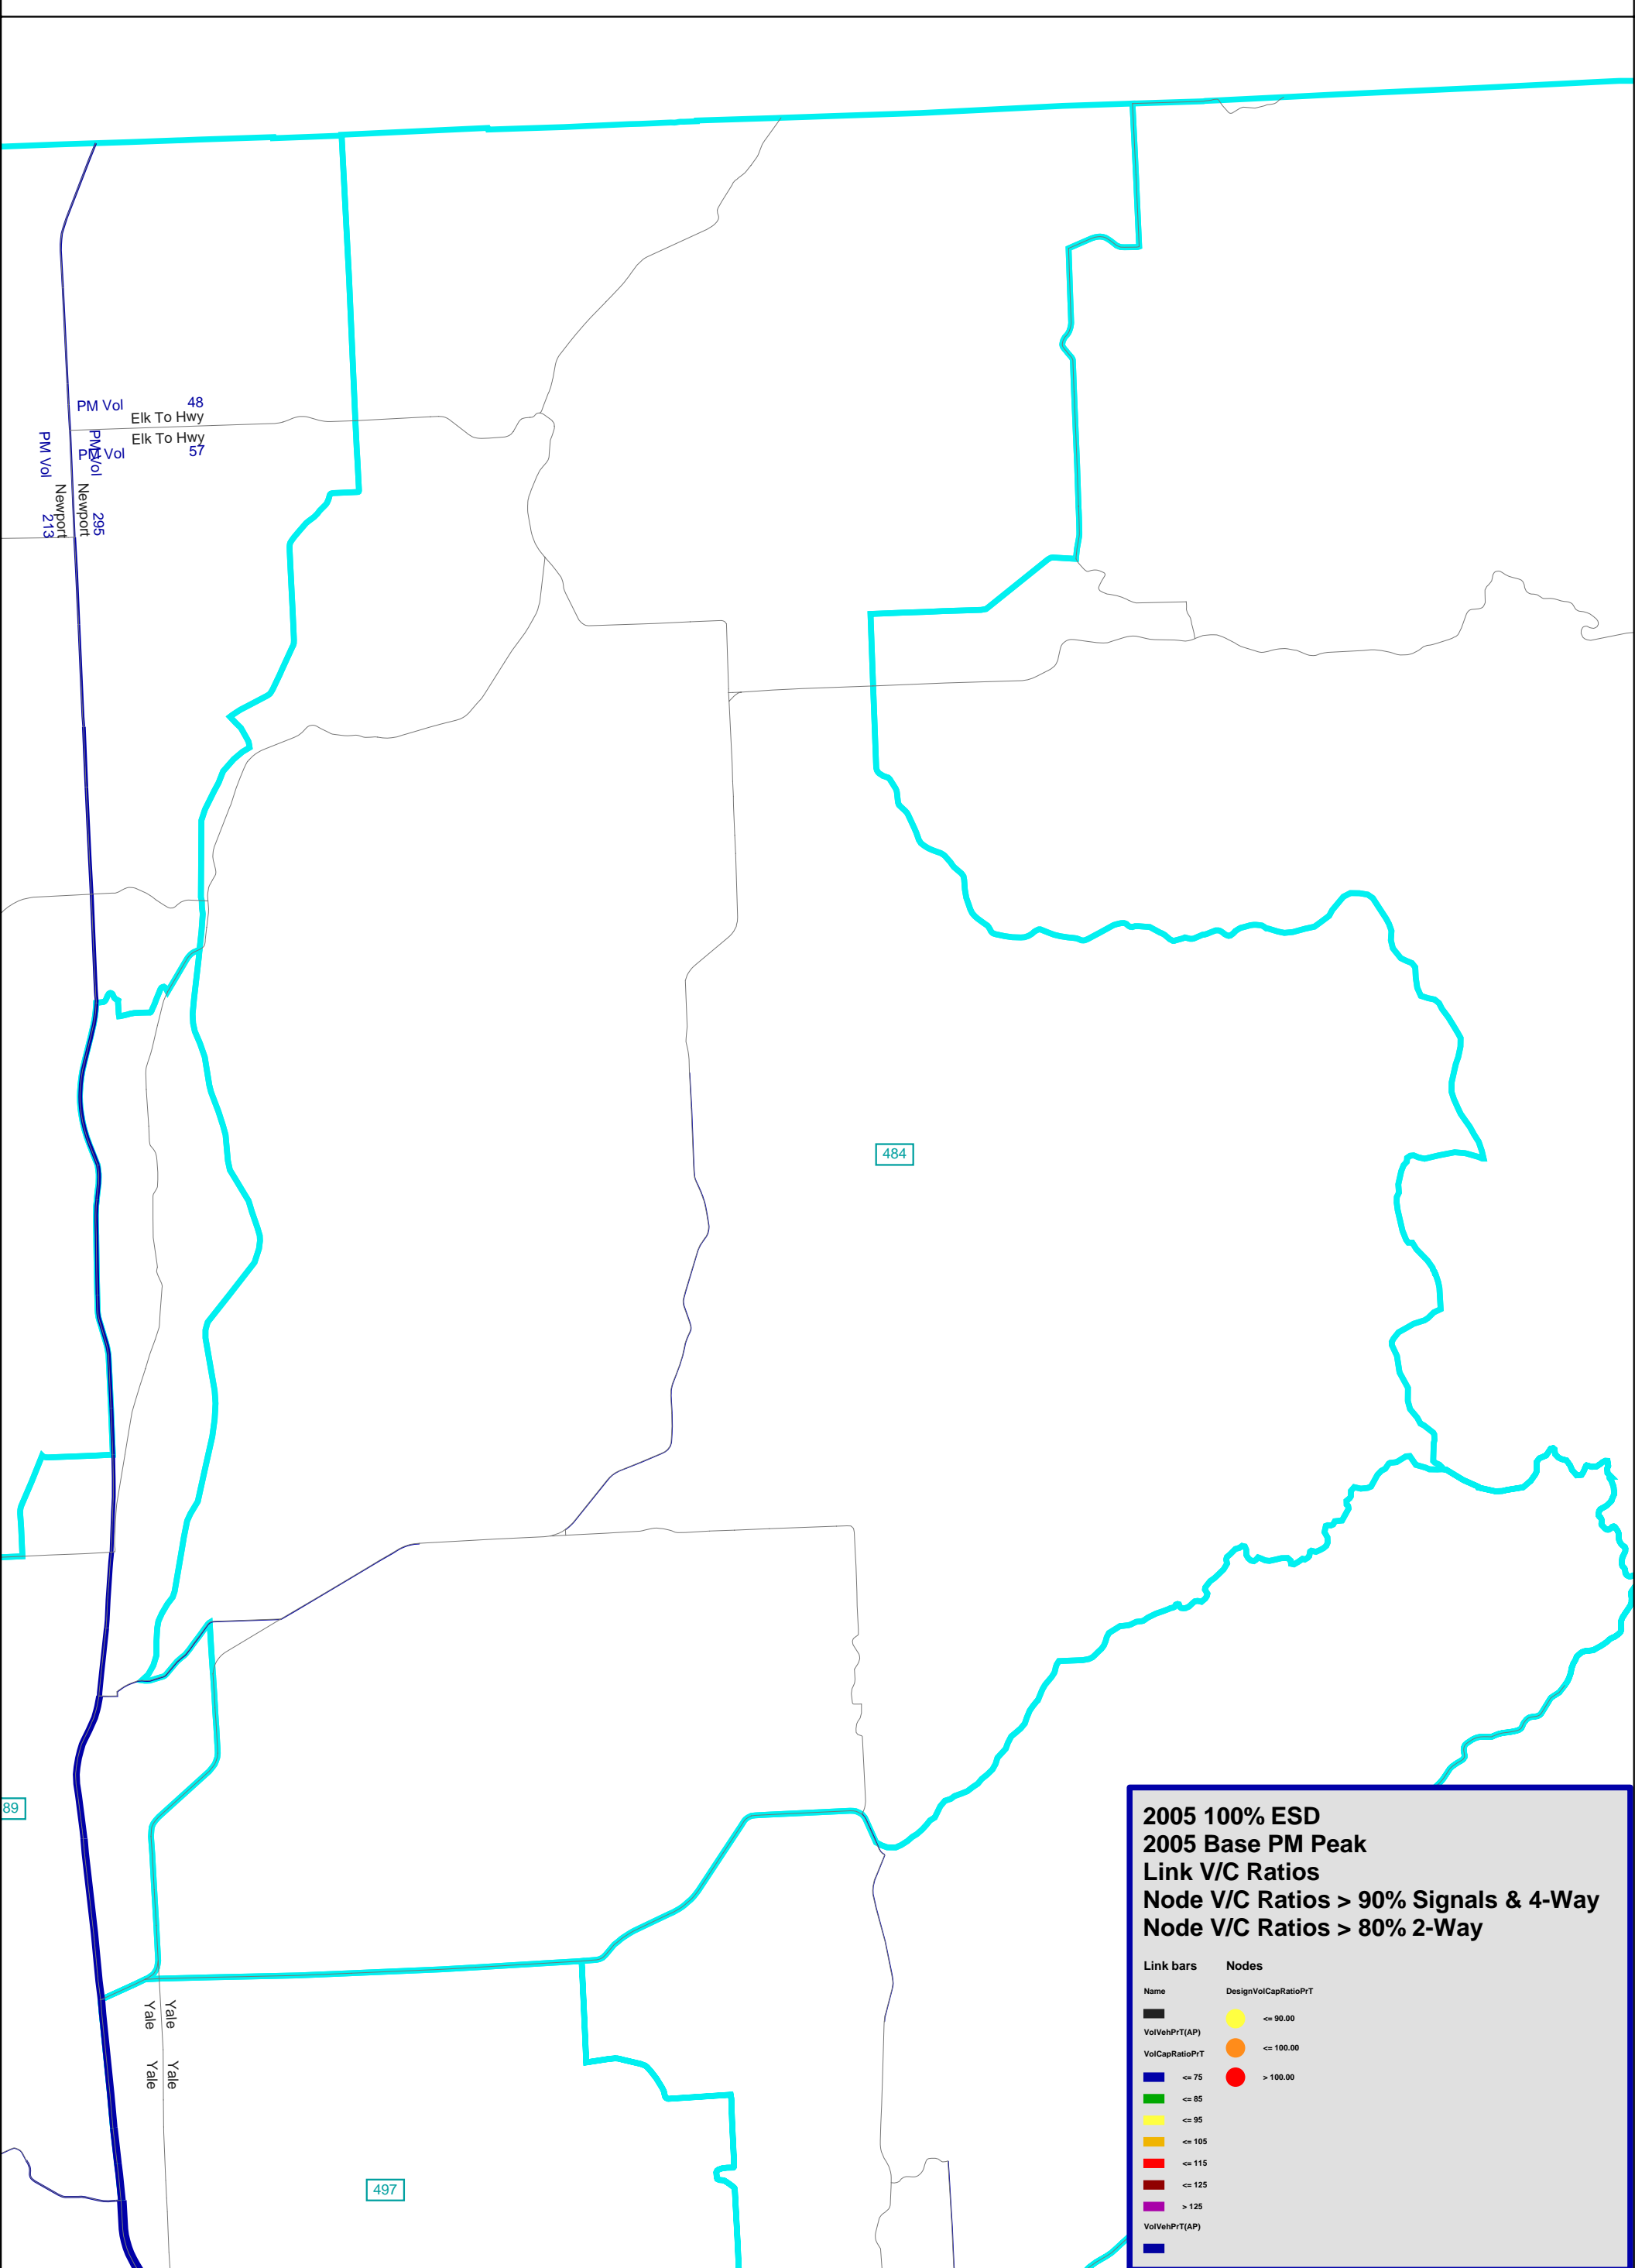 PM Vol 48
Elk To Hwy
Elk To Hwy
PM Vol 57
PM Vol
PM Vol
Newport
Newport
213
295
484
89
Yale
Yale
Yale
Yale
497
2005 100% ESD
2005 Base PM Peak
Link V/C Ratios
Node V/C Ratios > 90% Signals & 4-Way
Node V/C Ratios > 80% 2-Way
Link bars Nodes
Name DesignVolCapRatioPrT
<= 90.00
VolVehPrT(AP)
<= 100.00
VolCapRatioPrT
<= 75 > 100.00
<= 85
<= 95
<= 105
<= 115
<= 125
> 125
VolVehPrT(AP)